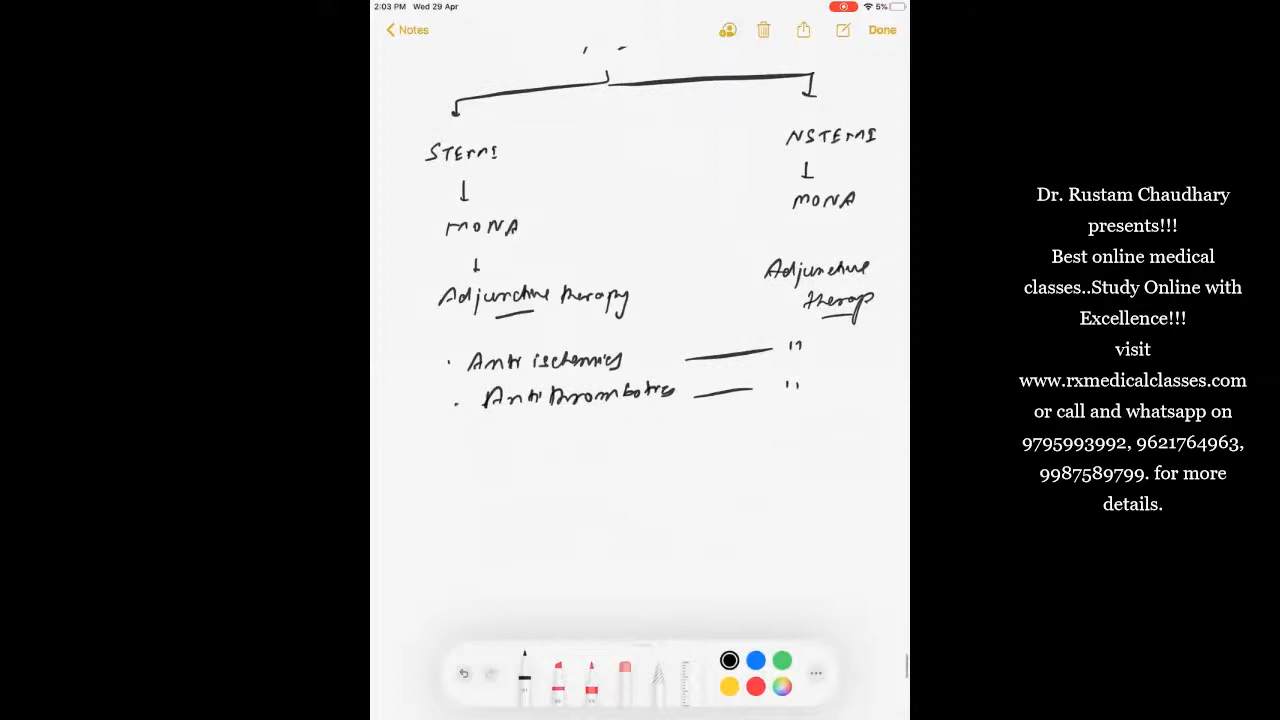 2:03 PM Wed 29 Apr
5%
Notes
Done
STEMI
NSTEMI
MONA
MONA
Adjunctive therapy
Adjunctive
therap
Anti ischemics
"
Antithrombotics
"
Dr. Rustam Chaudhary
presents!!!
Best online medical
classes..Study Online with
Excellence!!!
visit
www.rxmedicalclasses.com
or call and whatsapp on
9795993992, 9621764963,
9987589799. for more
details.